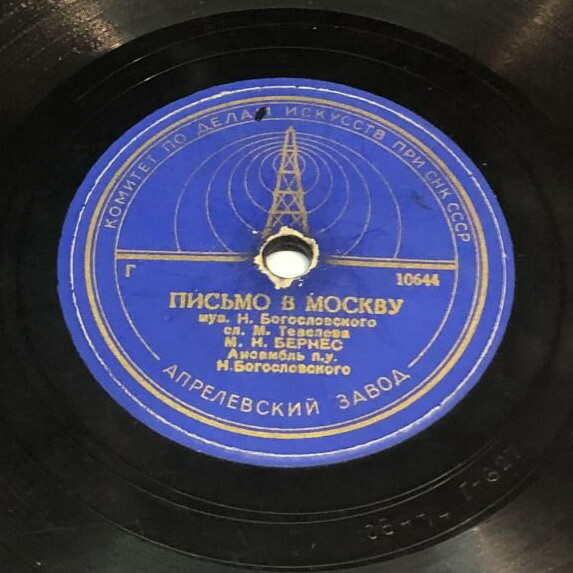 КОМИТЕТ ПО ДЕЛАМ ИСКУССТВ ПРИ СНК СССР
Г
10644
ПИСЬМО В МОСКВУ
муз. Н. Богословского
сл. М. Тевелева
М. Н. БЕРНЕС
Ансамбль п.у.
Н.Богословского
АПРЕЛЕВСКИЙ ЗАВОД